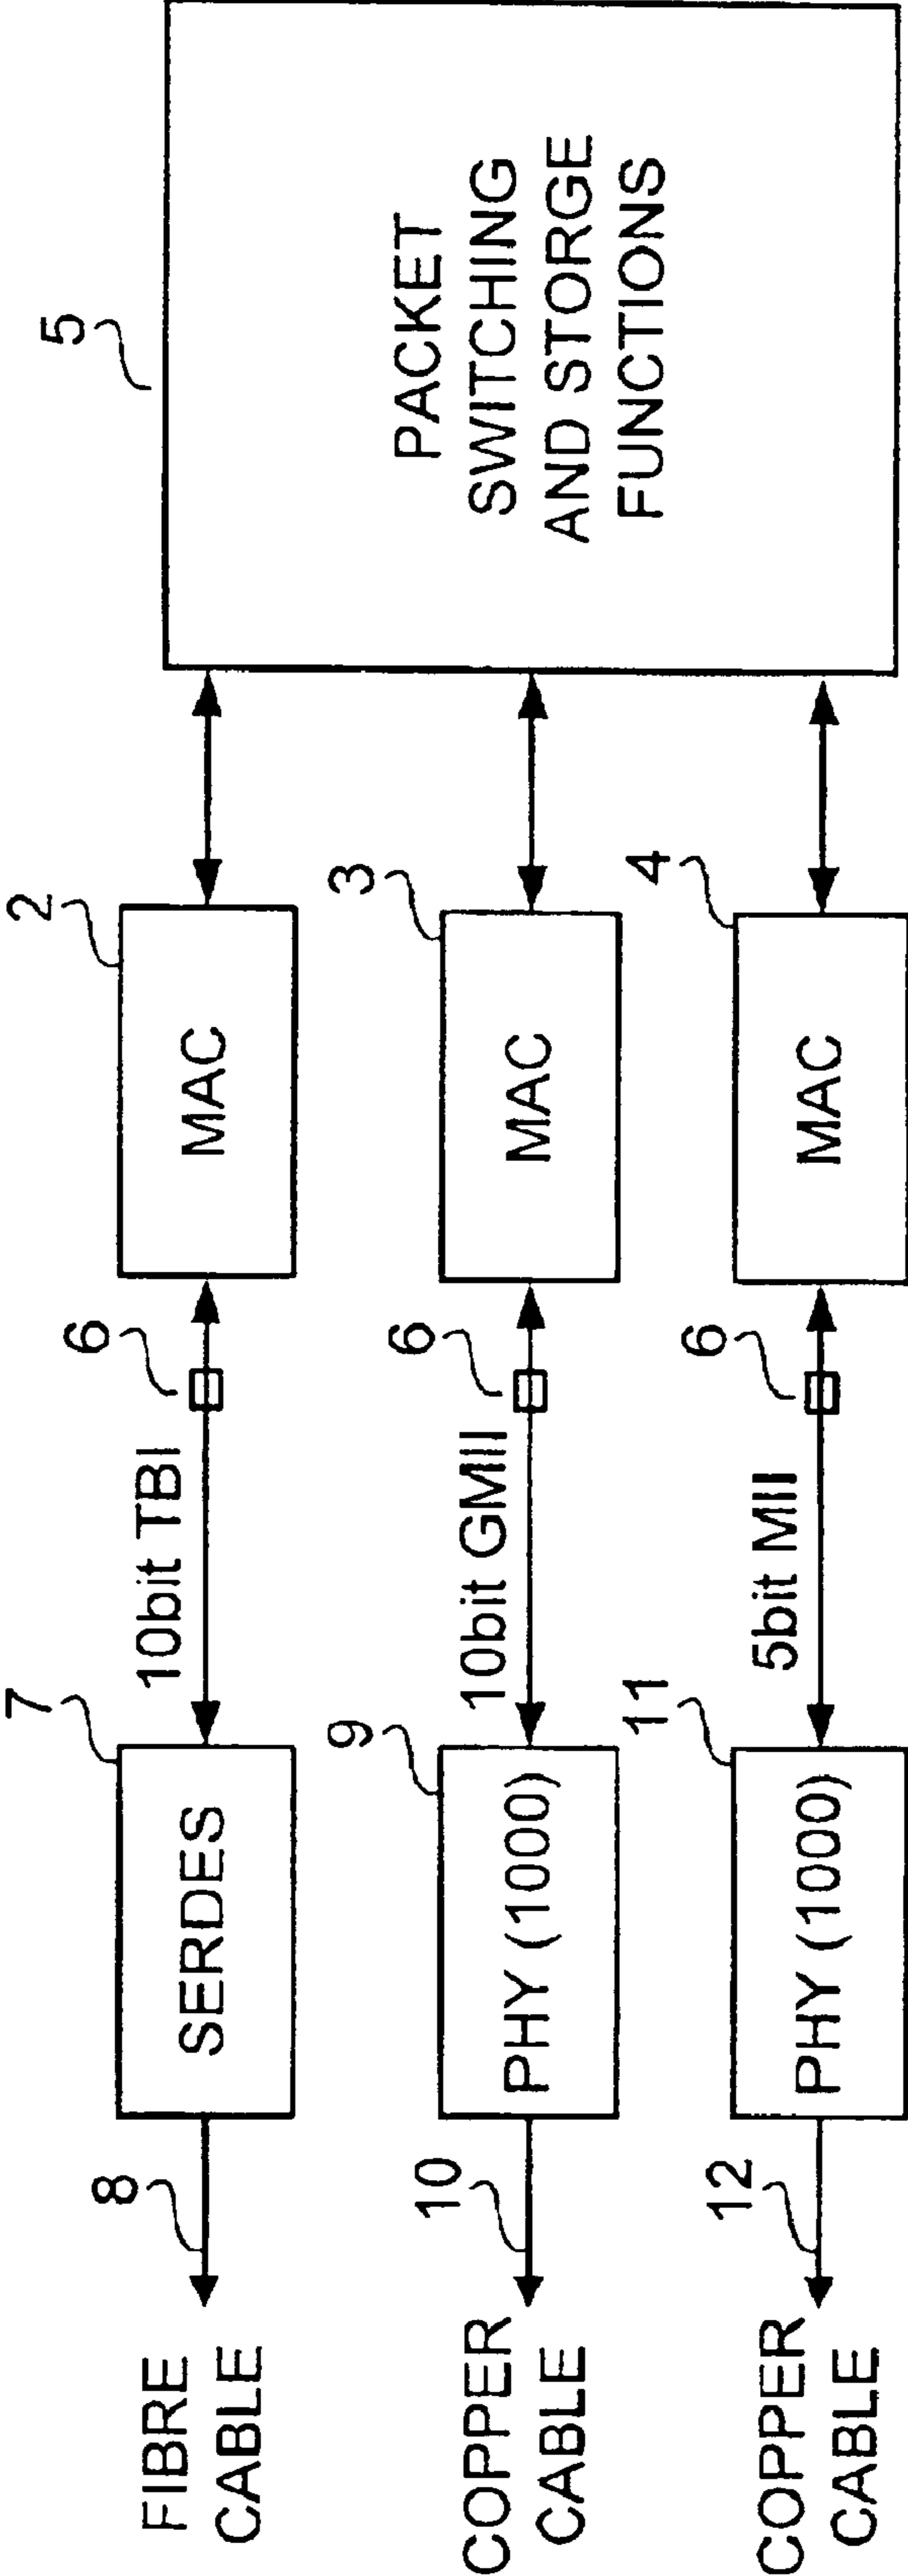 5
PACKET
SWITCHING
AND STORGE
FUNCTIONS
2
MAC
3
MAC
4
MAC
6
10bit TBI
6
10bit GMII
6
5bit MII
7
SERDES
9
PHY (1000)
11
PHY (1000)
8
10
12
FIBRE
CABLE
COPPER
CABLE
COPPER
CABLE